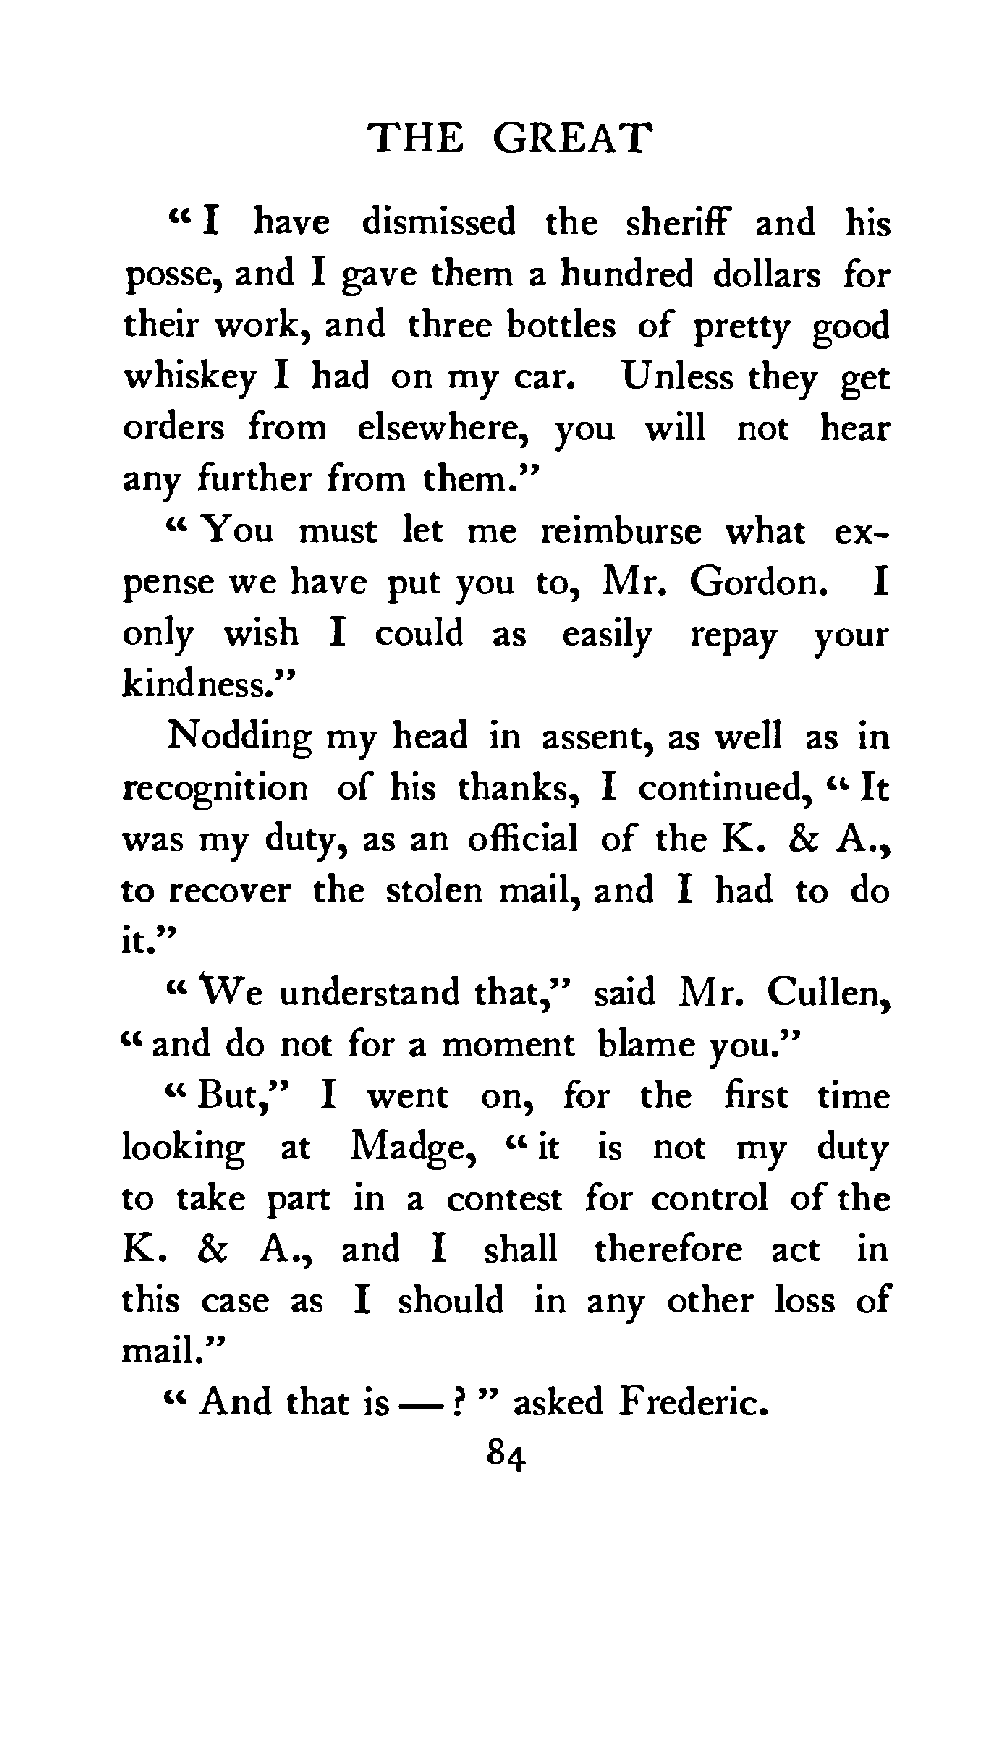 THE GREAT
“ I have dismissed the sheriff and his
posse, and I gave them a hundred dollars for
their work, and three bottles of pretty good
whiskey I had on my car. Unless they get
orders from elsewhere, you will not hear
any further from them.”
“ You must let me reimburse what ex-
pense we have put you to, Mr. Gordon. I
only wish I could as easily repay your
kindness.”
Nodding my head in assent, as well as in
recognition of his thanks, I continued, “ It
was my duty, as an official of the K. & A.,
to recover the stolen mail, and I had to do
it.”
“ We understand that,” said Mr. Cullen,
“ and do not for a moment blame you.”
“ But,” I went on, for the first time
looking at Madge, “ it is not my duty
to take part in a contest for control of the
K. & A., and I shall therefore act in
this case as I should in any other loss of
mail.”
“ And that is — ? ” asked Frederic.
84